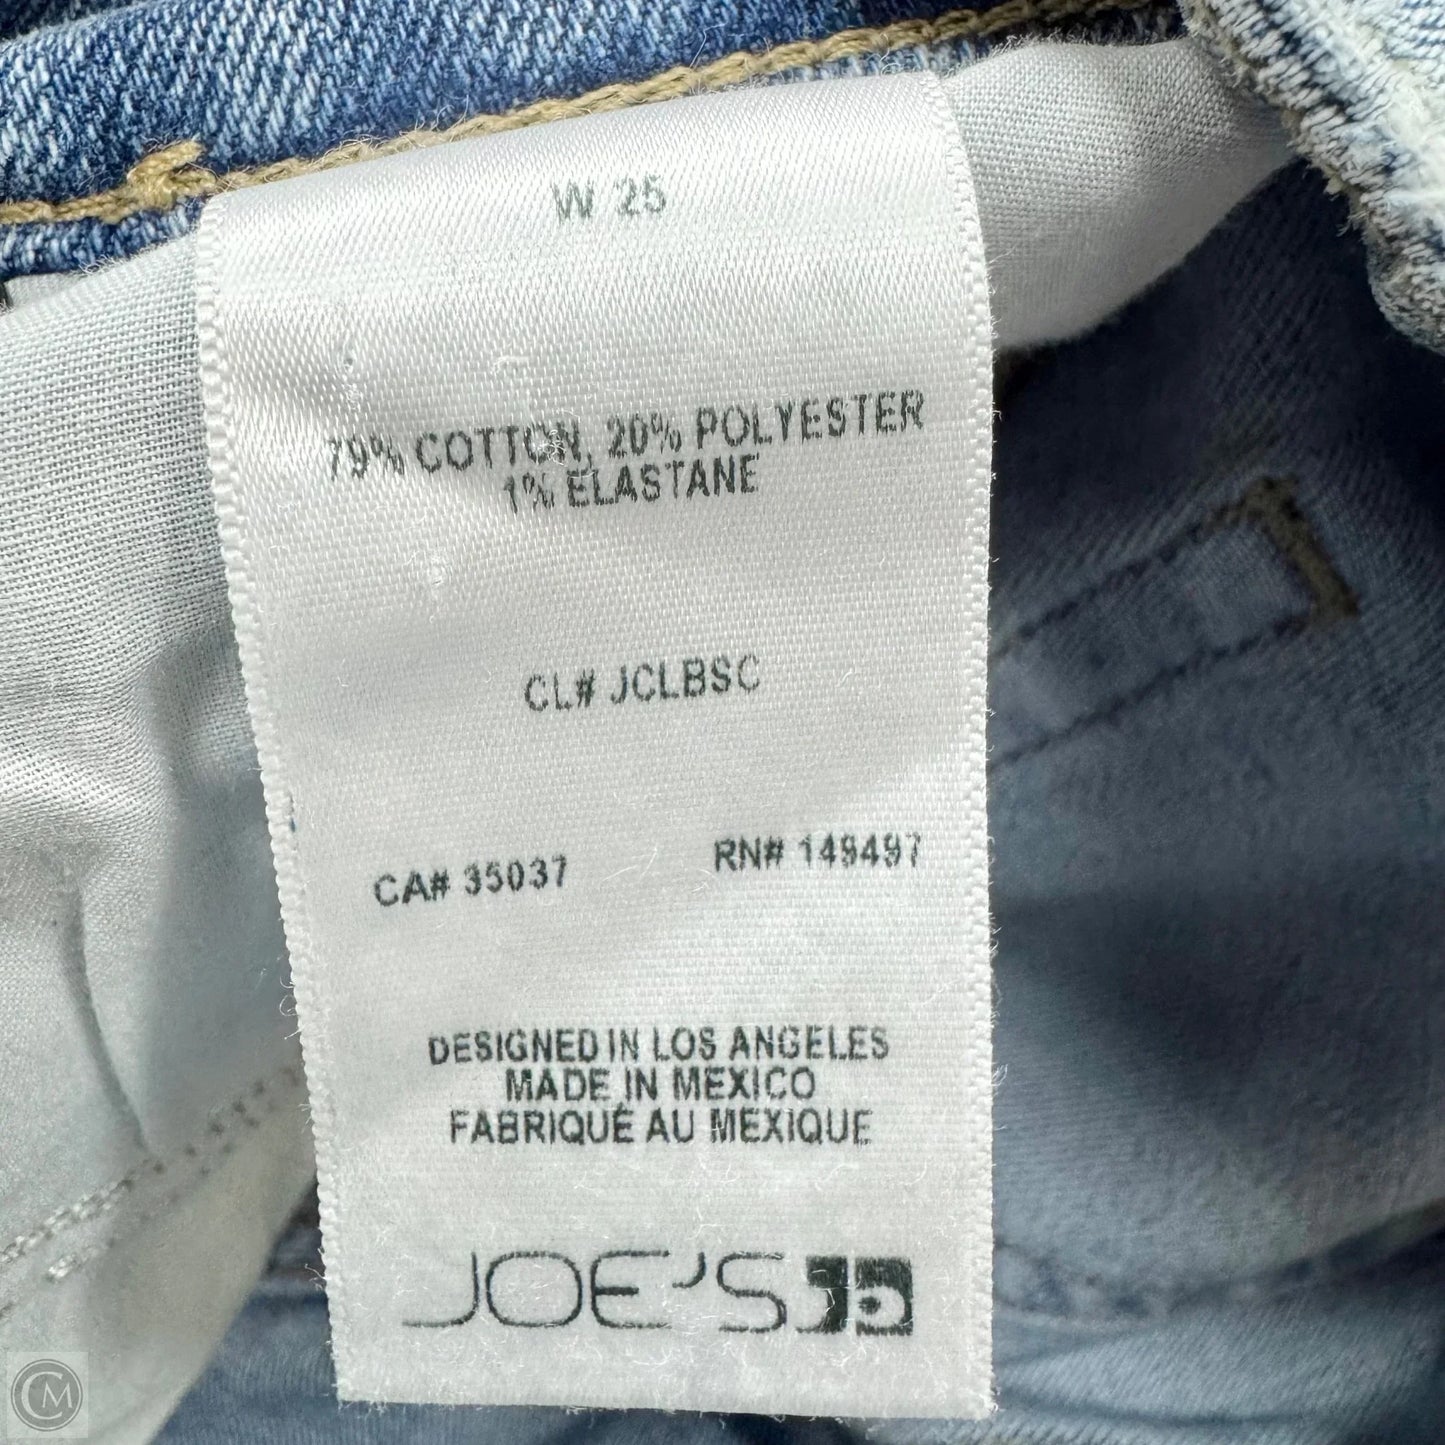 W 25
79% COTTON, 20% POLYESTER
1% ELASTANE
CL# JCLBSC
CA# 35037 RN# 149497
DESIGNED IN LOS ANGELES
MADE IN MEXICO
FABRIQUÉ AU MEXIQUE
JOE'S
CM